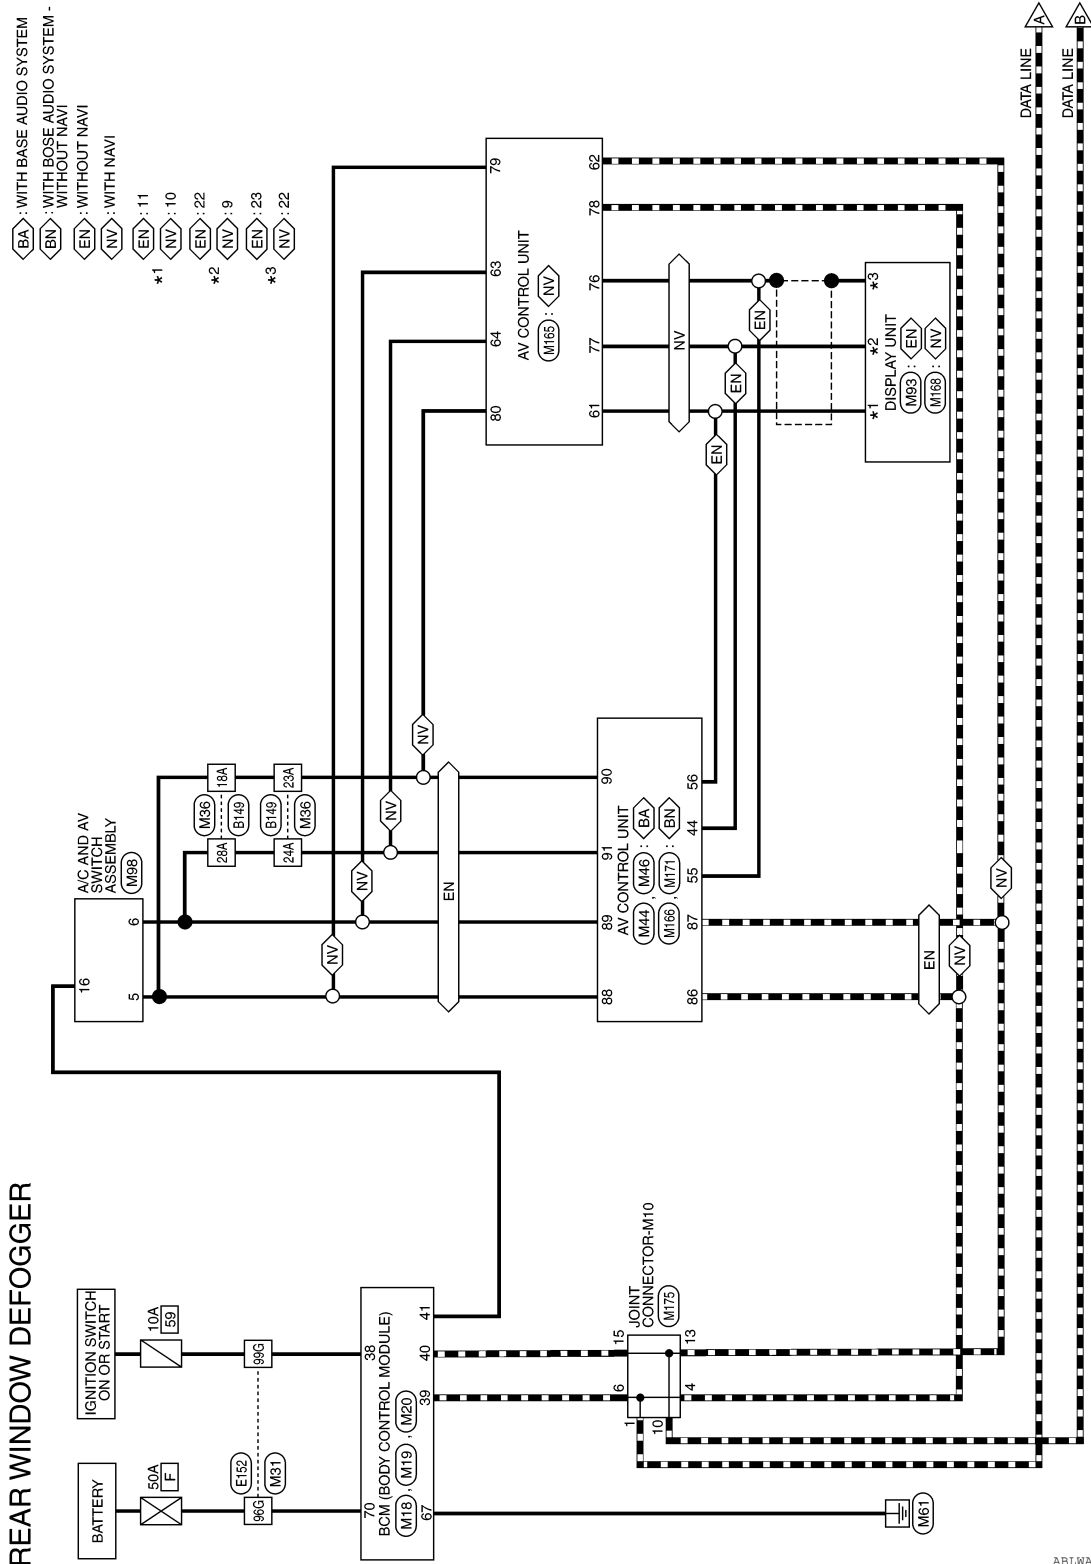 REAR WINDOW DEFOGGER
BA : WITH BASE AUDIO SYSTEM
BN : WITH BOSE AUDIO SYSTEM -
WITHOUT NAVI
EN : WITHOUT NAVI
NV : WITH NAVI
*1 EN : 11
NV : 10
*2 EN : 22
NV : 9
*3 EN : 23
NV : 22
BATTERY
50A F
IGNITION SWITCH
ON OR START
10A 59
96G
E152
M31
99G
70
38
BCM (BODY CONTROL MODULE)
M18 , M19 , M20
67
39
40
41
M61
A/C AND AV
SWITCH
ASSEMBLY
M98
16
5
6
28A
M36
B149
18A
24A
B149
M36
23A
NV
NV
NV
NV
EN
88
89
91
90
AV CONTROL UNIT
M44 , M46 : BA
M166 , M171 : BN
86
87
55
44
56
80
64
63
79
AV CONTROL UNIT
M165 : NV
61
77
76
78
62
NV
EN
EN
EN
*1
*2
*3
DISPLAY UNIT
M93 : EN
M168 : NV
EN
NV
NV
JOINT
CONNECTOR-M10
M175
6
15
1
10
4
13
DATA LINE
A
DATA LINE
B